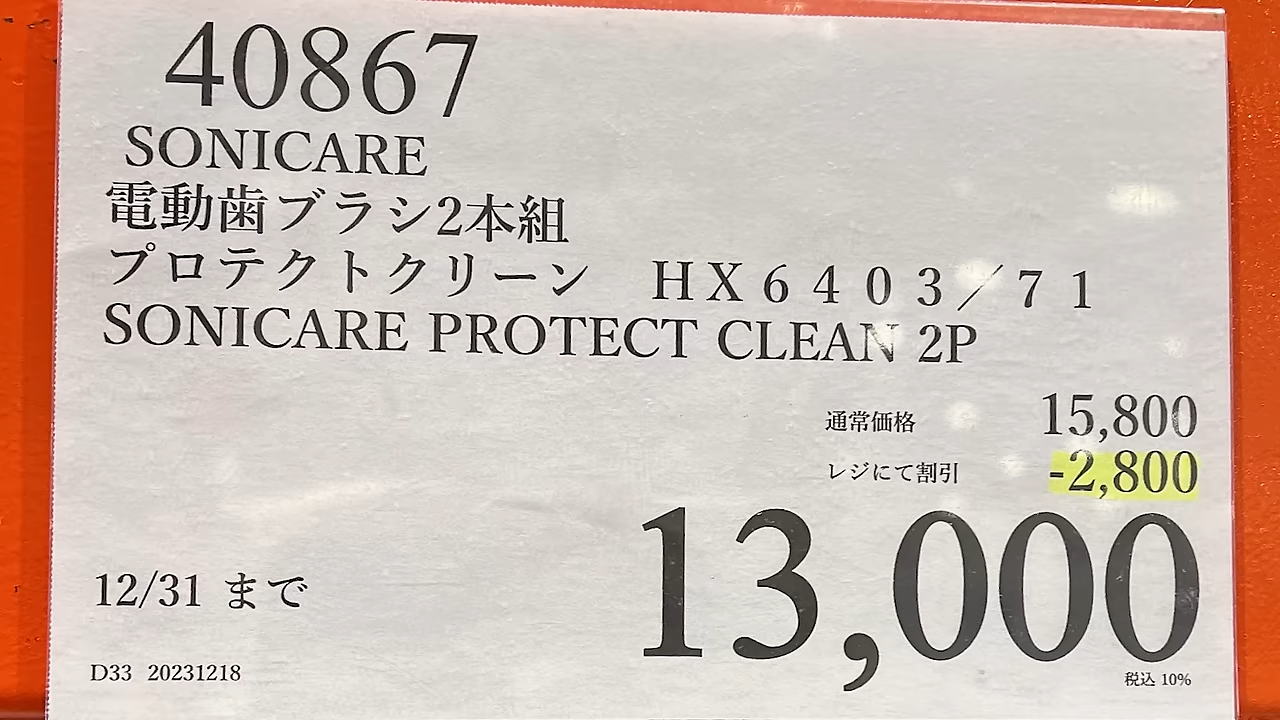 40867
SONICARE
電動歯ブラシ2本組
プロテクトクリーン　ＨＸ６４０３／７１
SONICARE PROTECT CLEAN 2P
通常価格 15,800
レジにて割引 -2,800
13,000
12/31 まで
D33 20231218
税込 10%